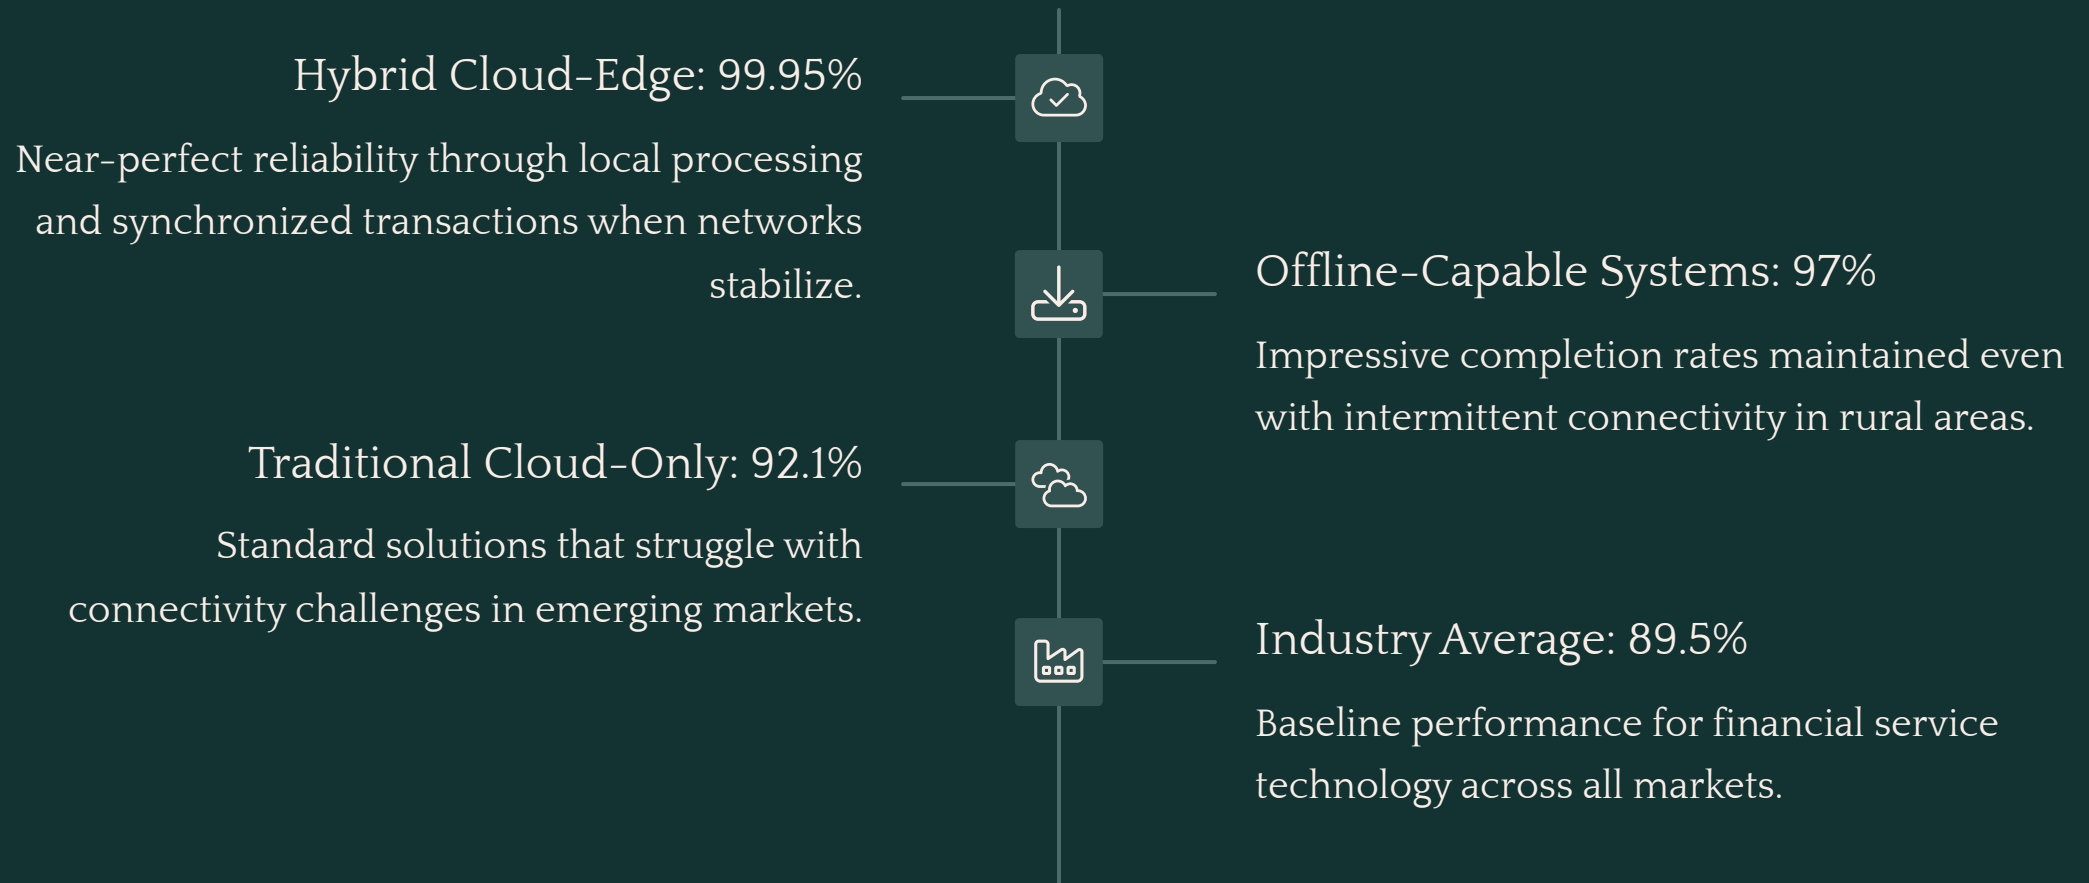 Hybrid Cloud-Edge: 99.95%
Near-perfect reliability through local processing
and synchronized transactions when networks
stabilize.
Offline-Capable Systems: 97%
Impressive completion rates maintained even
with intermittent connectivity in rural areas.
Traditional Cloud-Only: 92.1%
Standard solutions that struggle with
connectivity challenges in emerging markets.
Industry Average: 89.5%
Baseline performance for financial service
technology across all markets.